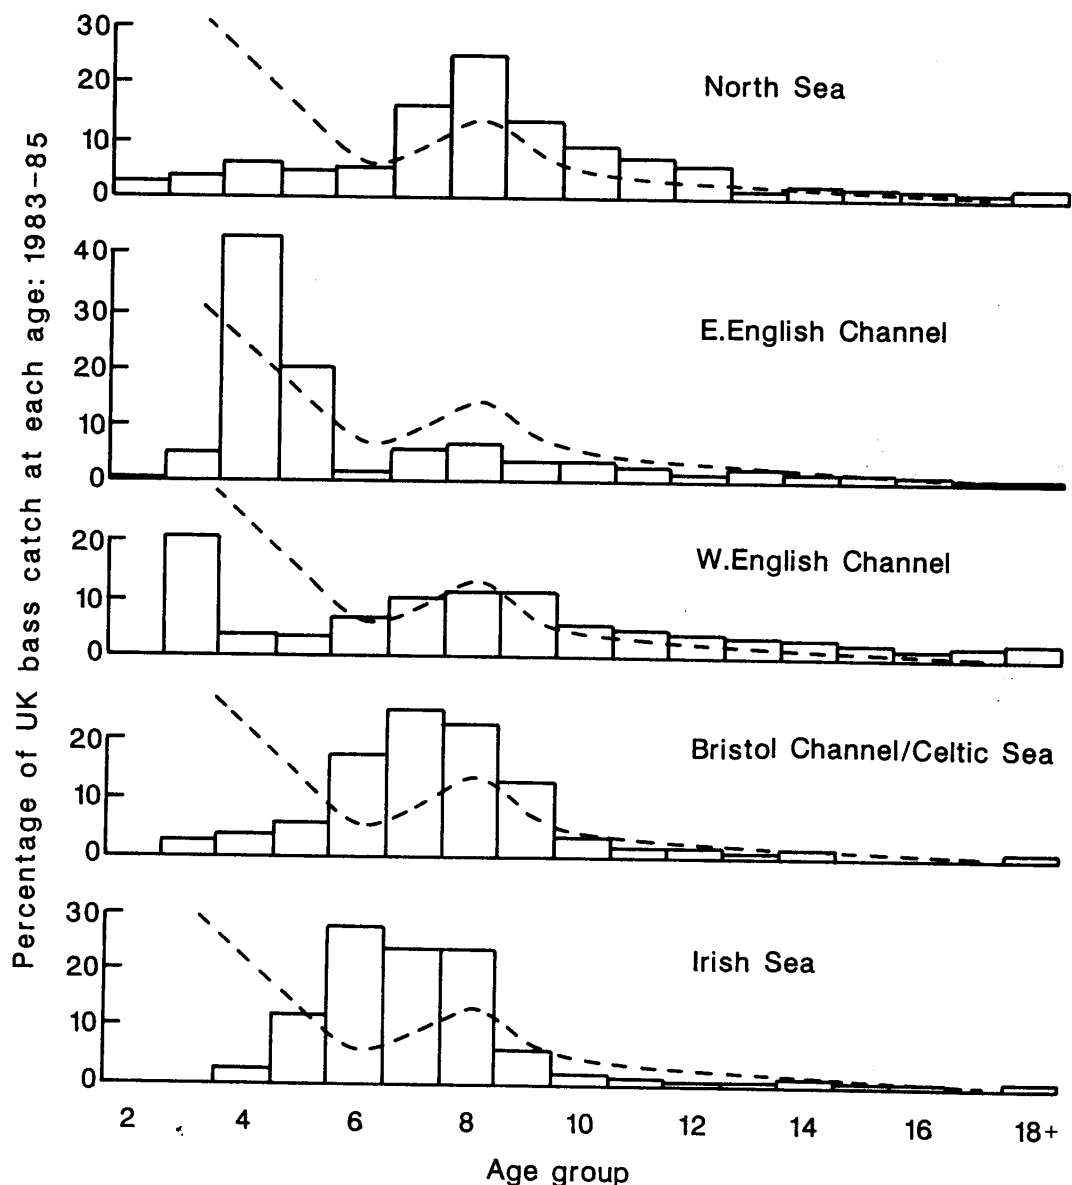 Percentage of UK bass catch at each age: 1983-85
30
20
10
0
North Sea
40
30
20
10
0
E.English Channel
20
10
0
W.English Channel
20
10
0
Bristol Channel/Celtic Sea
30
20
10
0
Irish Sea
2 4 6 8 10 12 14 16 18+
Age group